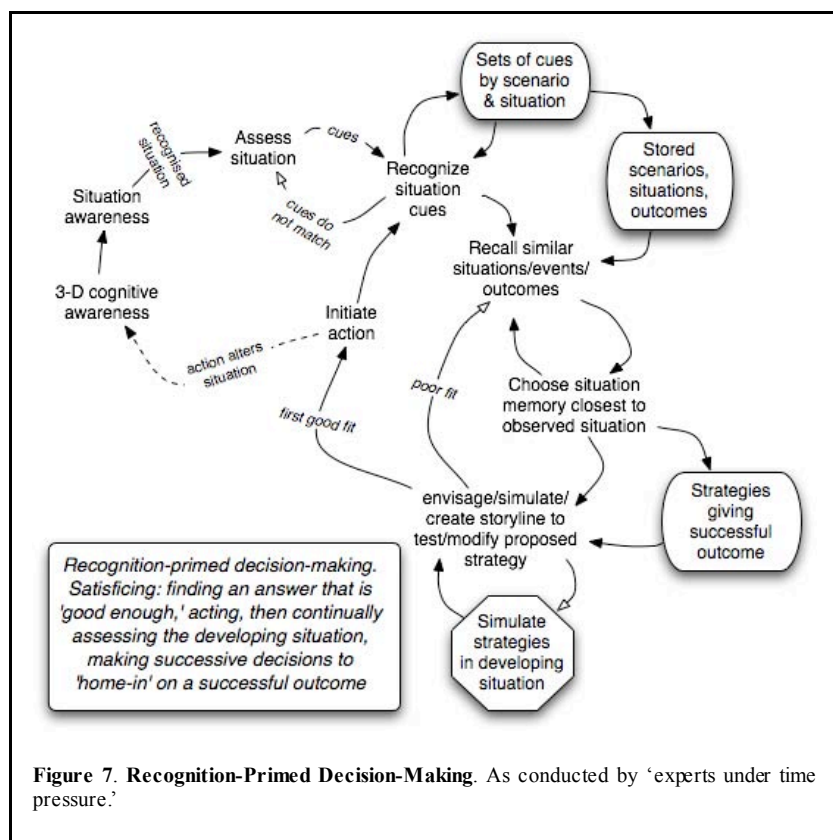 Sets of cues
by scenario
& situation
Stored
scenarios,
situations,
outcomes
Assess
situation
cues
recognised
situation
Recognize
situation
cues
cues do
not match
Situation
awareness
3-D cognitive
awareness
Recall similar
situations/events/
outcomes
Initiate
action
action alters
situation
poor fit
first good fit
Choose situation
memory closest to
observed situation
envisage/simulate/
create storyline to
test/modify proposed
strategy
Strategies
giving
successful
outcome
Simulate
strategies
in developing
situation
Recognition-primed decision-making.
Satisficing: finding an answer that is
'good enough,' acting, then continually
assessing the developing situation,
making successive decisions to
'home-in' on a successful outcome
Figure 7. Recognition-Primed Decision-Making. As conducted by ‘experts under time
pressure.’